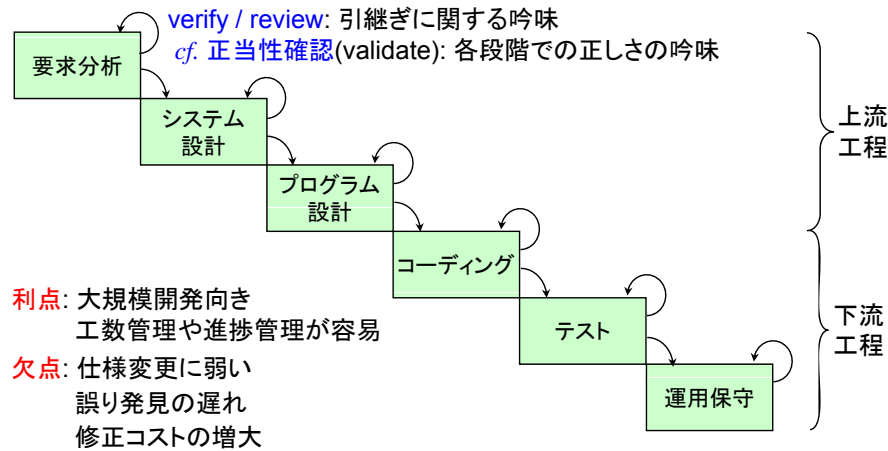 verify / review: 引継ぎに関する吟味
cf. 正当性確認(validate): 各段階での正しさの吟味
要求分析
システム
設計
プログラム
設計
コーディング
テスト
運用保守
上流
工程
下流
工程
利点: 大規模開発向き
工数管理や進捗管理が容易
欠点: 仕様変更に弱い
誤り発見の遅れ
修正コストの増大